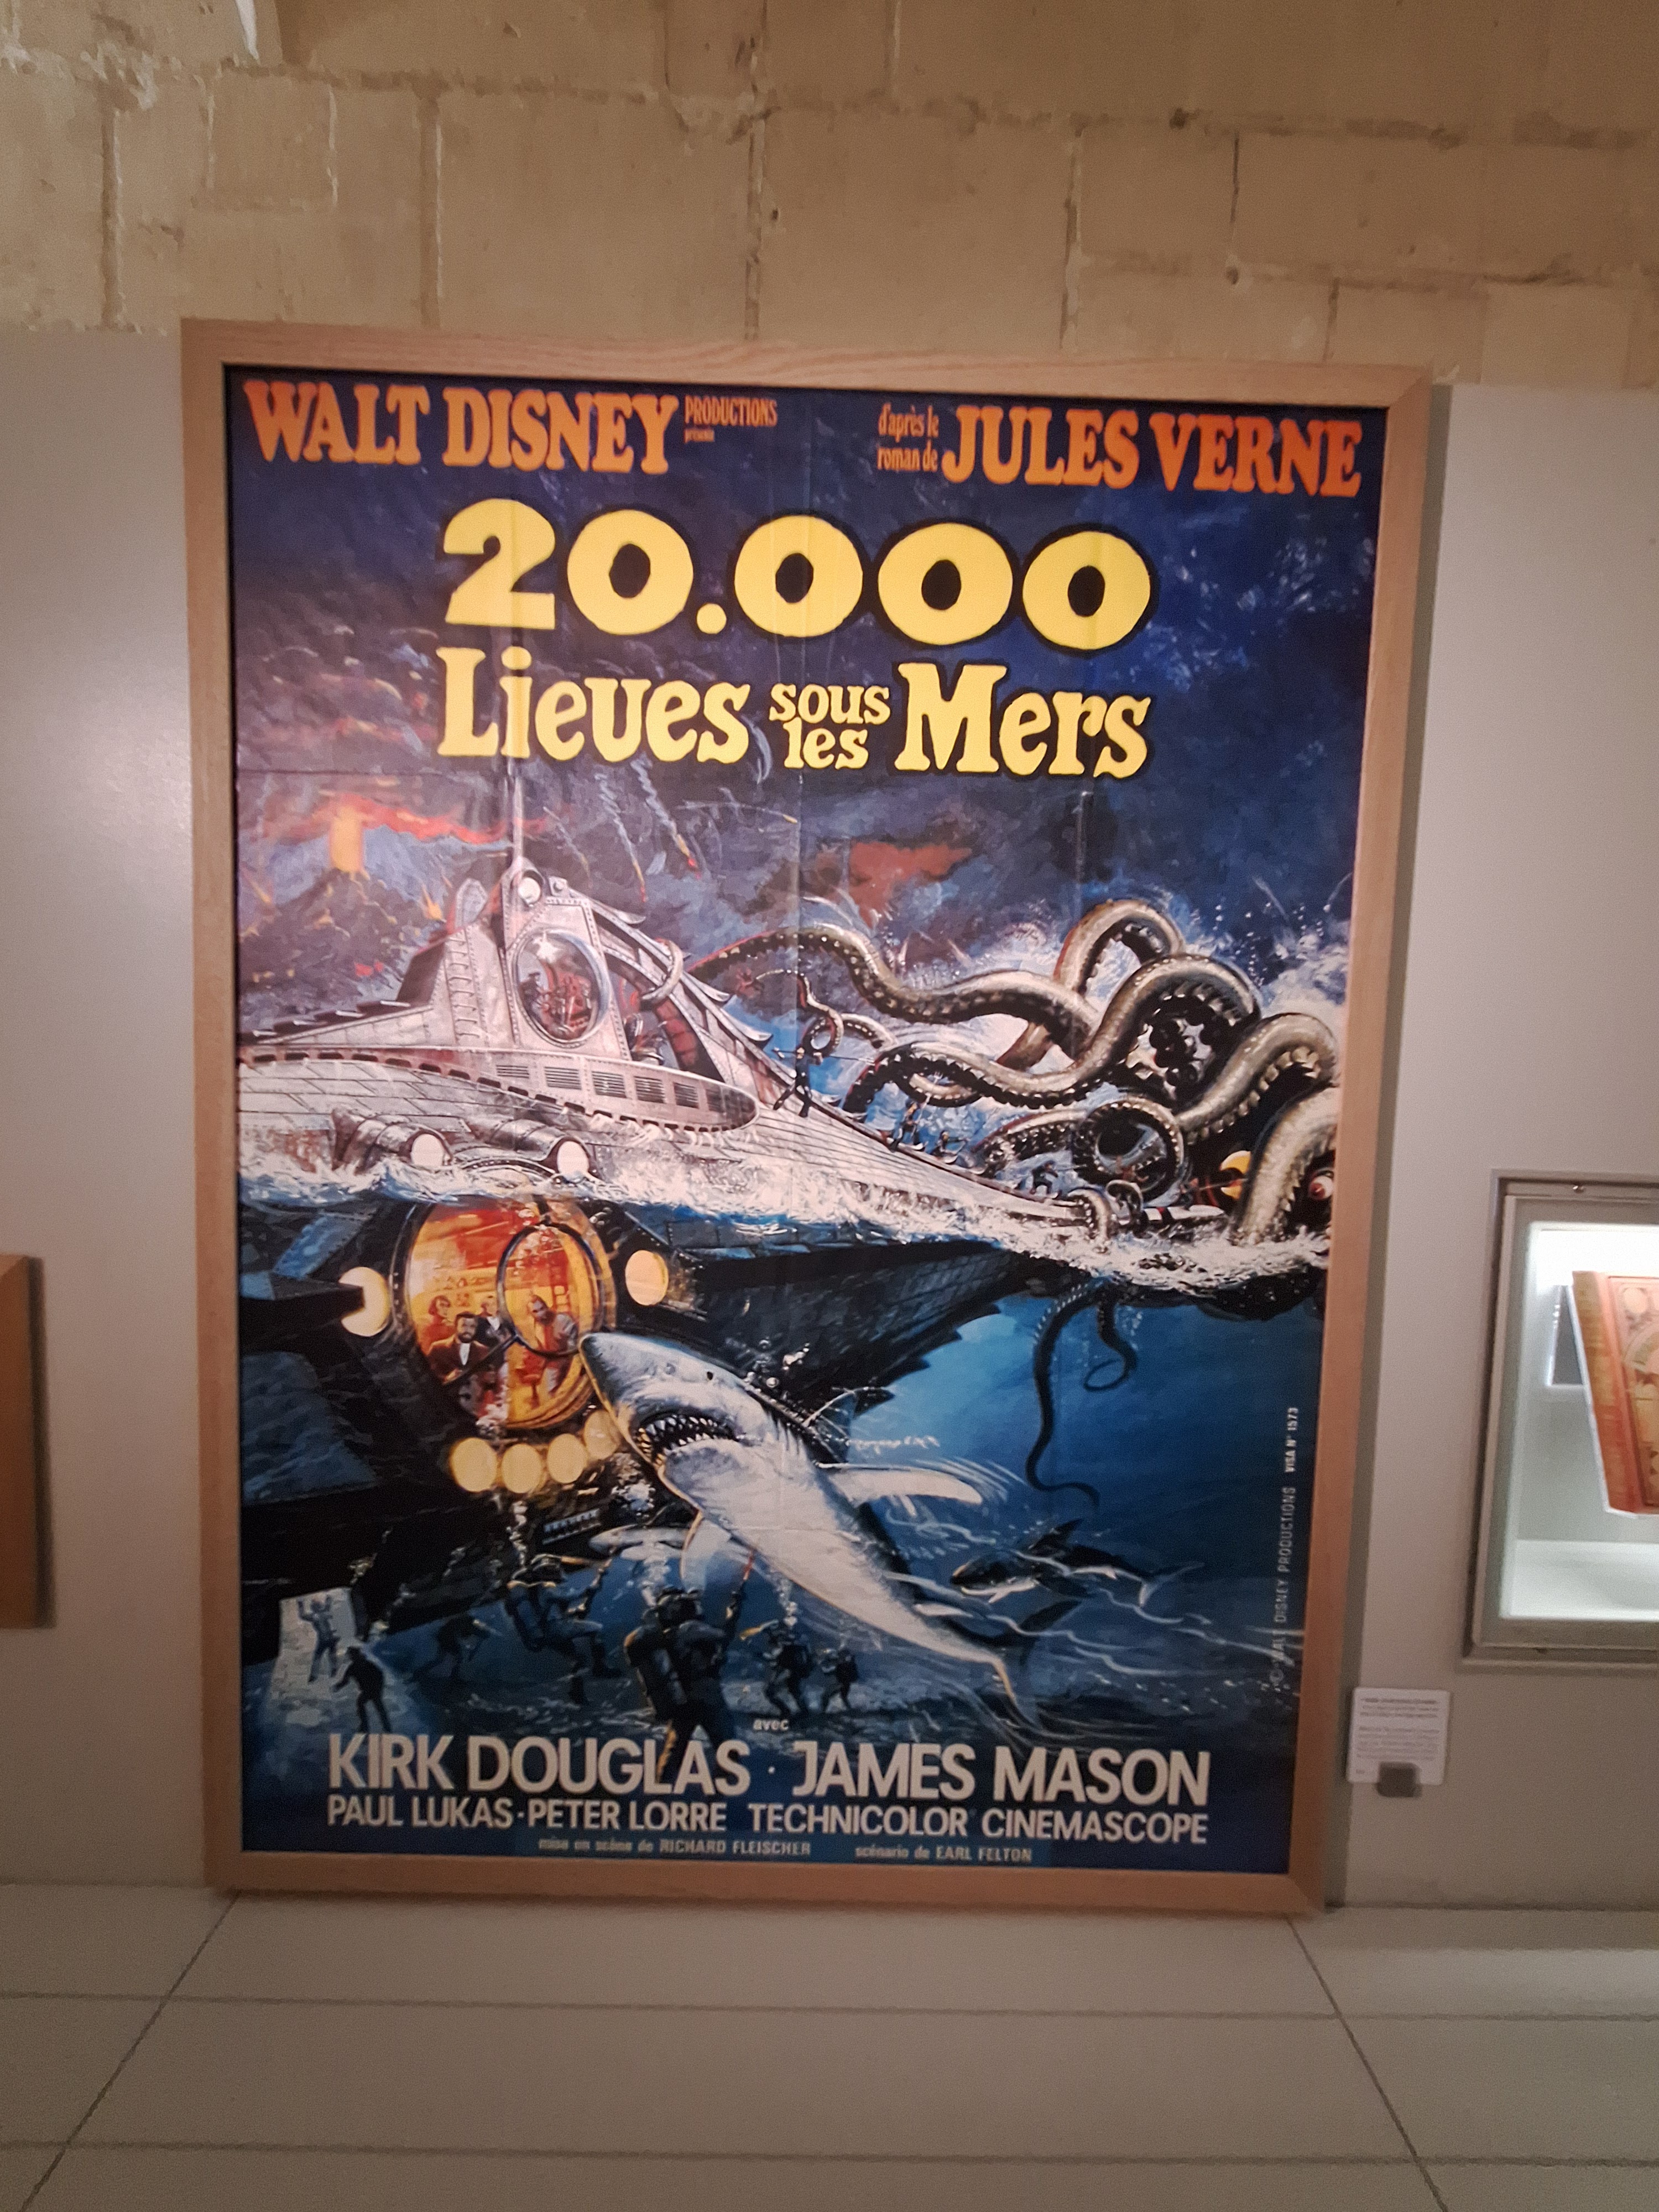 WALT DISNEY PRODUCTIONS
présente
d'après le
roman de JULES VERNE
20.000
Lieues sous les Mers
© WALT DISNEY PRODUCTIONS VISA N° 1573
avec
KIRK DOUGLAS · JAMES MASON
PAUL LUKAS · PETER LORRE TECHNICOLOR CINEMASCOPE
mise en scène de RICHARD FLEISCHER scénario de EARL FELTON